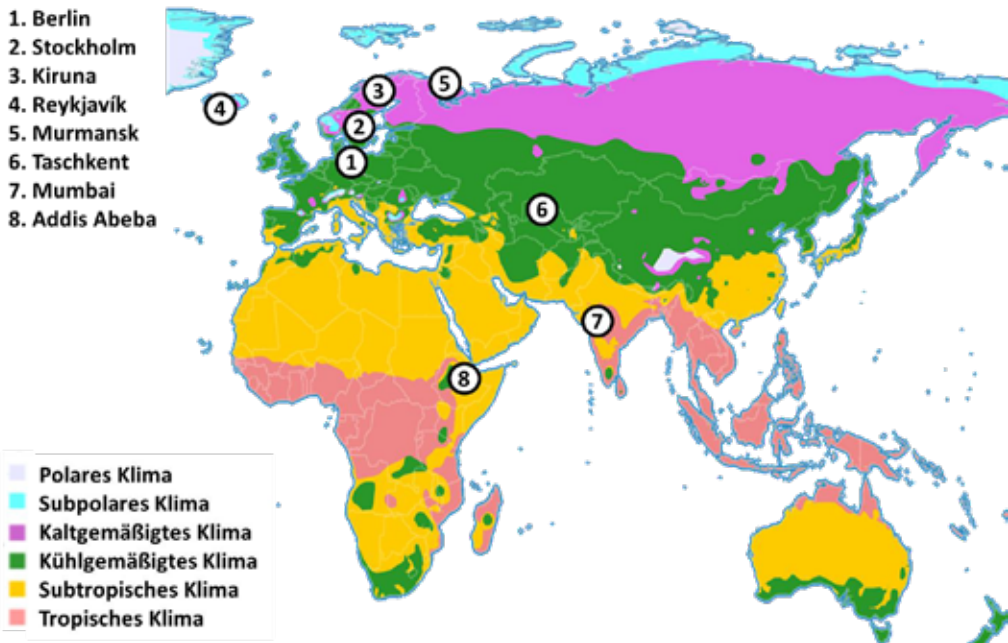 1. Berlin
2. Stockholm
3. Kiruna
4. Reykjavík
5. Murmansk
6. Taschkent
7. Mumbai
8. Addis Abeba
3
5
4
2
1
6
7
8
Polares Klima
Subpolares Klima
Kaltgemäßigtes Klima
Kühlgemäßigtes Klima
Subtropisches Klima
Tropisches Klima